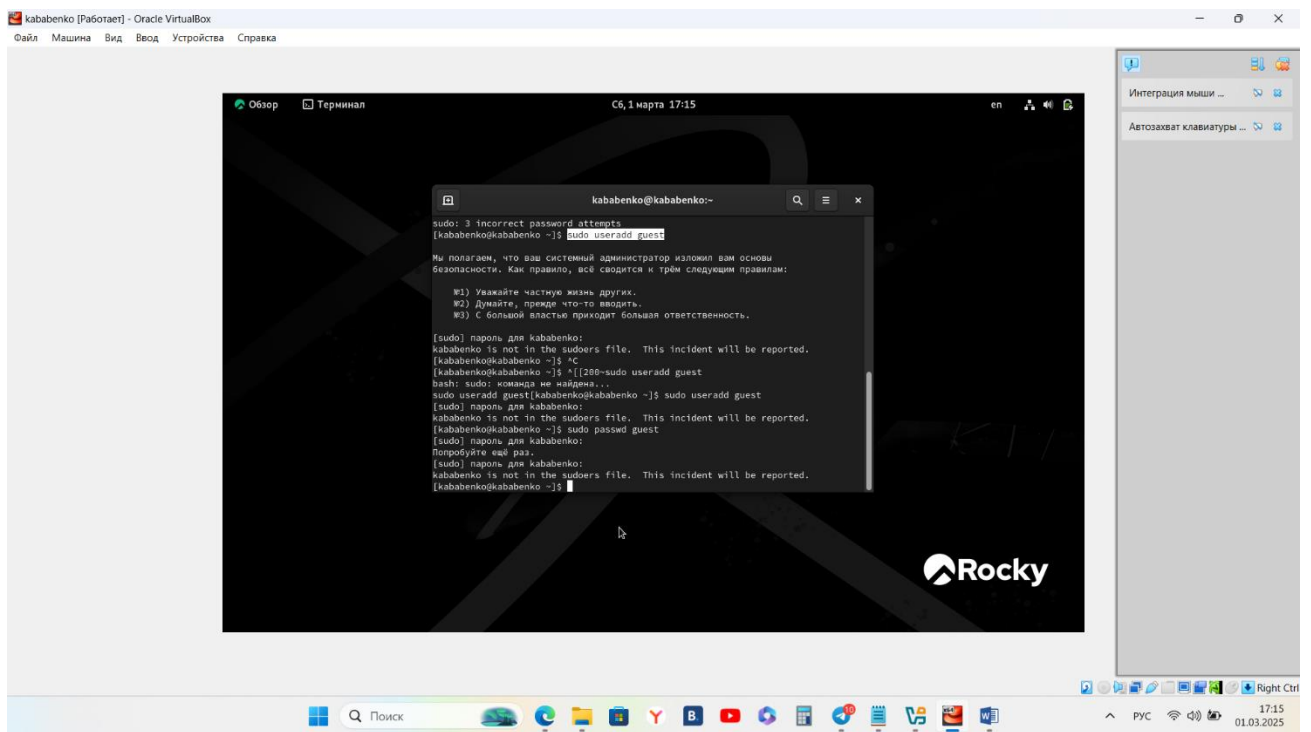 kababenko [Работает] - Oracle VirtualBox
Файл Машина Вид Ввод Устройства Справка
Интеграция мыши ...
Автозахват клавиатуры ...
Обзор Терминал Сб, 1 марта 17:15 en
kababenko@kababenko:~
sudo: 3 incorrect password attempts
[kababenko@kababenko ~]$ sudo useradd guest
Мы полагаем, что ваш системный администратор изложил вам основы
безопасности. Как правило, всё сводится к трём следующим правилам:
№1) Уважайте частную жизнь других.
№2) Думайте, прежде что-то вводить.
№3) С большой властью приходит большая ответственность.
[sudo] пароль для kababenko:
kababenko is not in the sudoers file.  This incident will be reported.
[kababenko@kababenko ~]$ ^C
[kababenko@kababenko ~]$ ^[[200~sudo useradd guest
bash: sudo: команда не найдена...
sudo useradd guest[kababenko@kababenko ~]$ sudo useradd guest
[sudo] пароль для kababenko:
kababenko is not in the sudoers file.  This incident will be reported.
[kababenko@kababenko ~]$ sudo passwd guest
[sudo] пароль для kababenko:
Попробуйте ещё раз.
[sudo] пароль для kababenko:
kababenko is not in the sudoers file.  This incident will be reported.
[kababenko@kababenko ~]$
Rocky
Right Ctrl
Поиск
РУС 17:15
01.03.2025